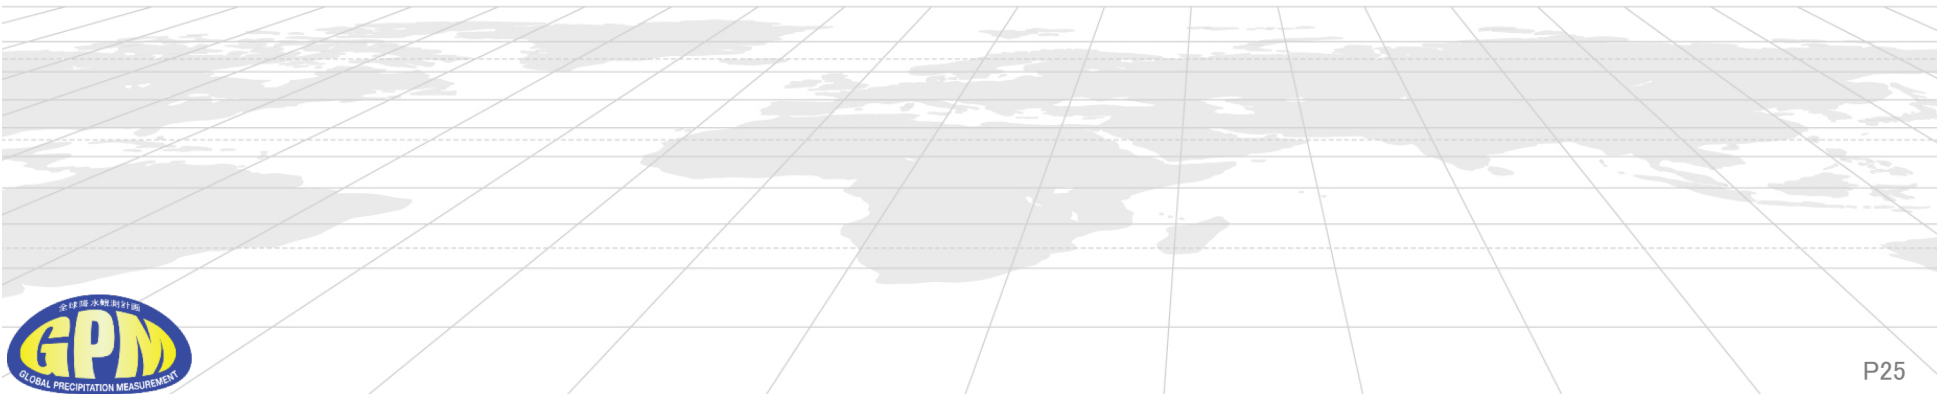 全球降水観測計画
GPM
GLOBAL PRECIPITATION MEASUREMENT
P25